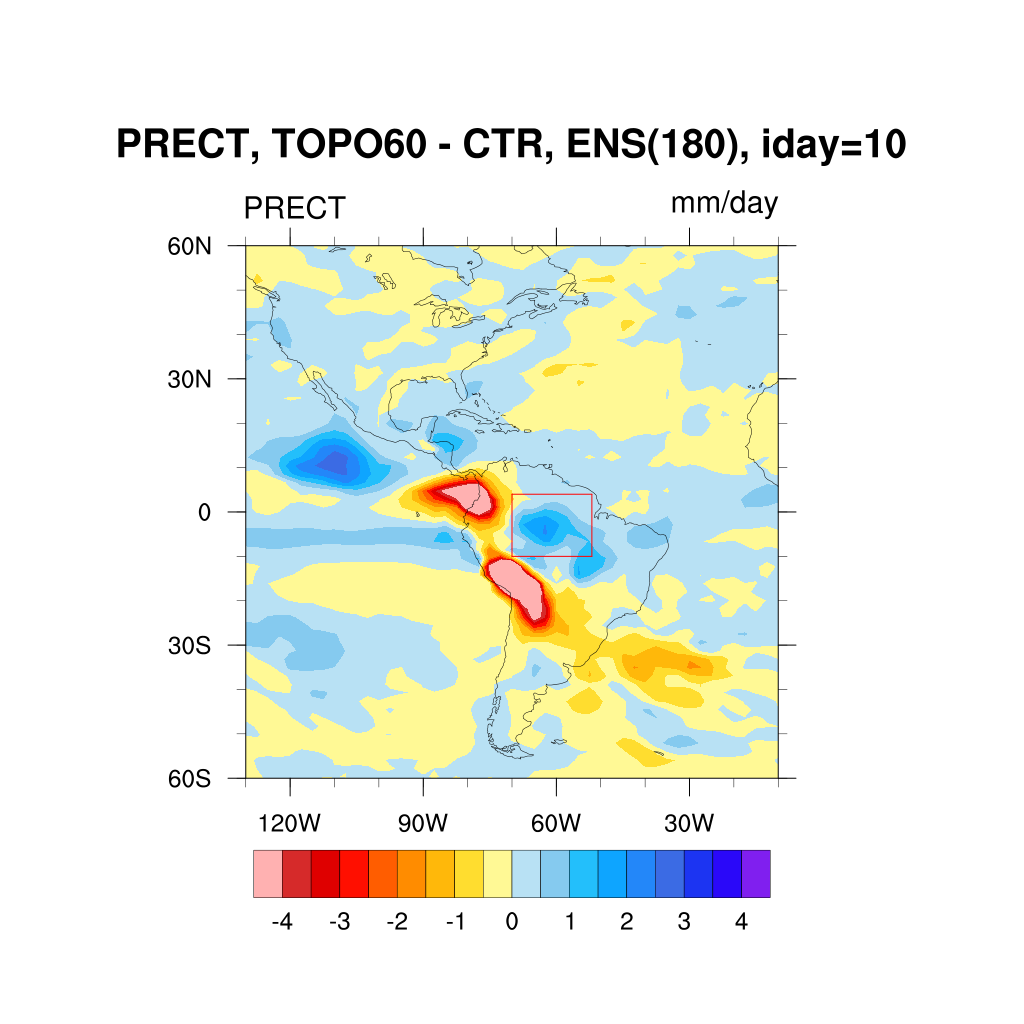 PRECT, TOPO60 - CTR, ENS(180), iday=10
PRECT mm/day
60N
30N
0
30S
60S
120W 90W 60W 30W
-4 -3 -2 -1 0 1 2 3 4